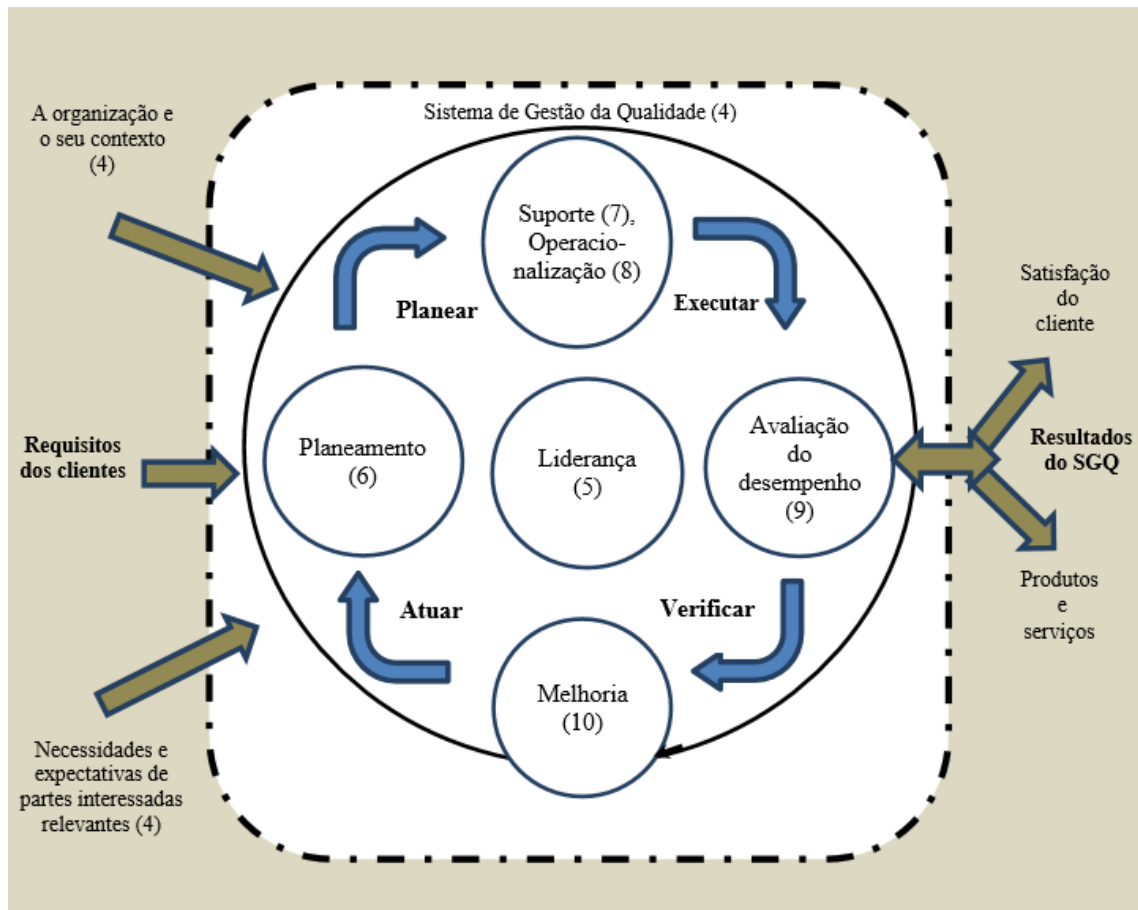 Sistema de Gestão da Qualidade (4)
A organização e
o seu contexto
(4)
Requisitos
dos clientes
Necessidades e
expectativas de
partes interessadas
relevantes (4)
Suporte (7),
Operacio-
nalização (8)
Planear
Executar
Planeamento
(6)
Liderança
(5)
Avaliação
do
desempenho
(9)
Atuar
Verificar
Melhoria
(10)
Satisfação
do
cliente
Resultados
do SGQ
Produtos
e
serviços